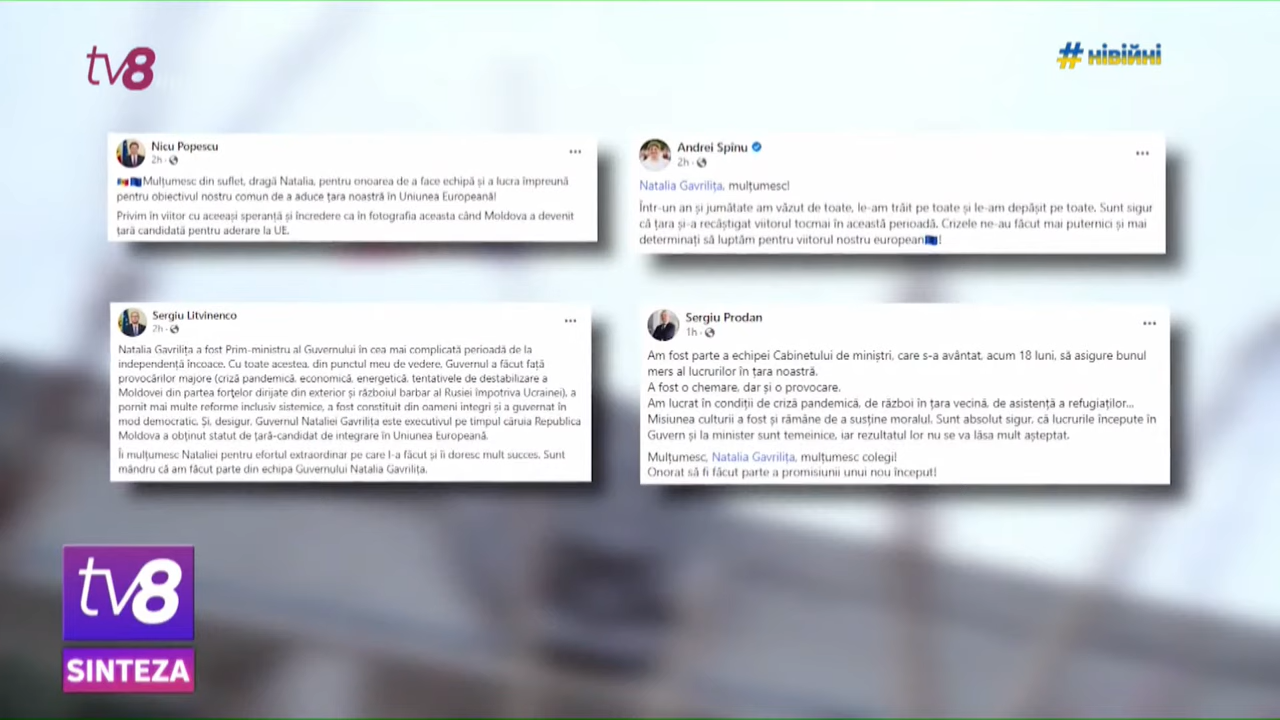 tv8
#нівійні
Nicu Popescu
2h
Mulțumesc din suflet, dragă Natalia, pentru onoarea de a face echipă și a lucra împreună
pentru obiectivul nostru comun de a aduce țara noastră în Uniunea Europeană!
Privim în viitor cu aceeași speranță și încredere ca în fotografia aceasta când Moldova a devenit
țară candidată pentru aderare la UE.
Andrei Spînu
2h
Natalia Gavrilița, mulțumesc!
Într-un an și jumătate am văzut de toate, le-am trăit pe toate și le-am depășit pe toate. Sunt sigur
că țara și-a recâștigat viitorul tocmai în această perioadă. Crizele ne-au făcut mai puternici și mai
determinați să luptăm pentru viitorul nostru european!
Sergiu Litvinenco
2h
Natalia Gavrilița a fost Prim-ministru al Guvernului în cea mai complicată perioadă de la
independență încoace. Cu toate acestea, din punctul meu de vedere, Guvernul a făcut față
provocărilor majore (criză pandemică, economică, energetică, tentativele de destabilizare a
Moldovei din partea forțelor dirijate din exterior și războiul barbar al Rusiei împotriva Ucrainei), a
pornit mai multe reforme inclusiv sistemice, a fost constituit din oameni integri și a guvernat în
mod democratic. Și, desigur, Guvernul Nataliei Gavrilița este executivul pe timpul căruia Republica
Moldova a obținut statut de țară-candidat de integrare în Uniunea Europeană.
Îi mulțumesc Nataliei pentru efortul extraordinar pe care l-a făcut și îi doresc mult succes. Sunt
mândru că am făcut parte din echipa Guvernului Natalia Gavrilița.
Sergiu Prodan
1h
Am fost parte a echipei Cabinetului de miniștri, care s-a avântat, acum 18 luni, să asigure bunul
mers al lucrurilor în țara noastră.
A fost o chemare, dar și o provocare.
Am lucrat în condiții de criză pandemică, de război în țara vecină, de asistență a refugiaților...
Misiunea culturii a fost și rămâne de a susține moralul. Sunt absolut sigur, că lucrurile începute în
Guvern și la minister sunt temeinice, iar rezultatul lor nu se va lăsa mult așteptat.
Mulțumesc, Natalia Gavrilița, mulțumesc colegi!
Onorat să fi făcut parte a promisiunii unui nou început!
tv8
SINTEZA